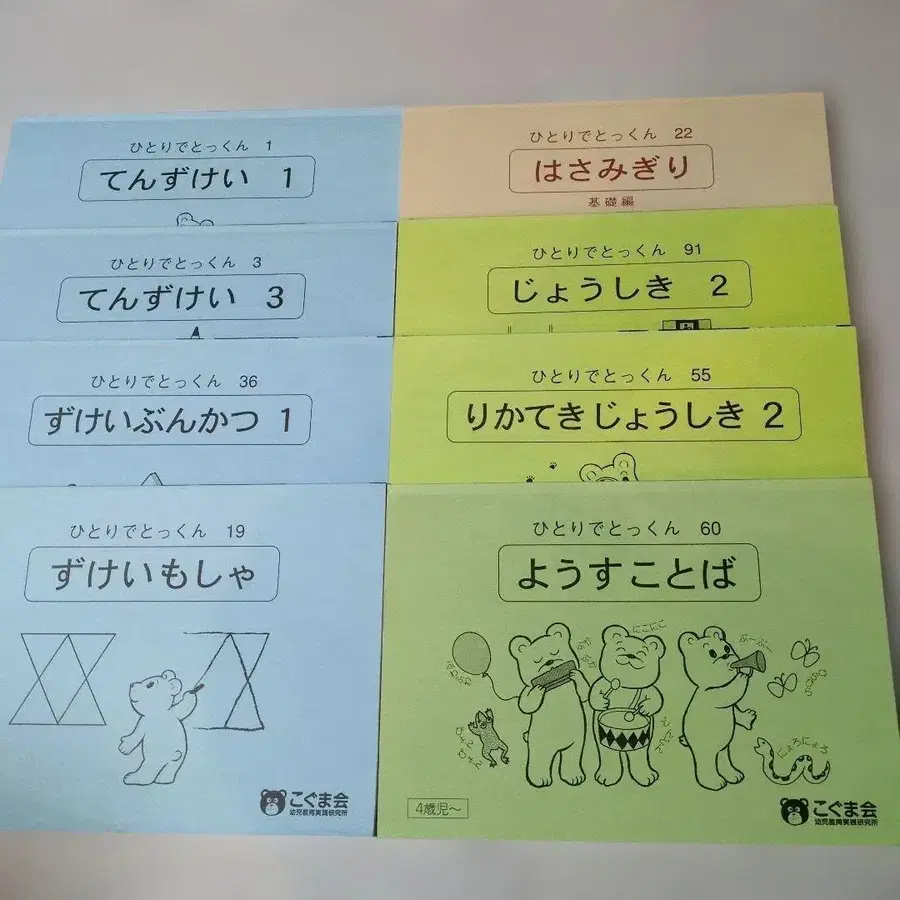 ひとりでとっくん 1
てんずけい 1
ひとりでとっくん 3
てんずけい 3
ひとりでとっくん 36
ずけいぶんかつ 1
ひとりでとっくん 19
ずけいもしゃ
こぐま会
幼児教育実践研究所
ひとりでとっくん 22
はさみぎり
基礎編
ひとりでとっくん 91
じょうしき 2
ひとりでとっくん 55
りかてきじょうしき 2
ひとりでとっくん 60
ようすことば
にこにこ
にょろにょろ
4歳児～
こぐま会
幼児教育実践研究所